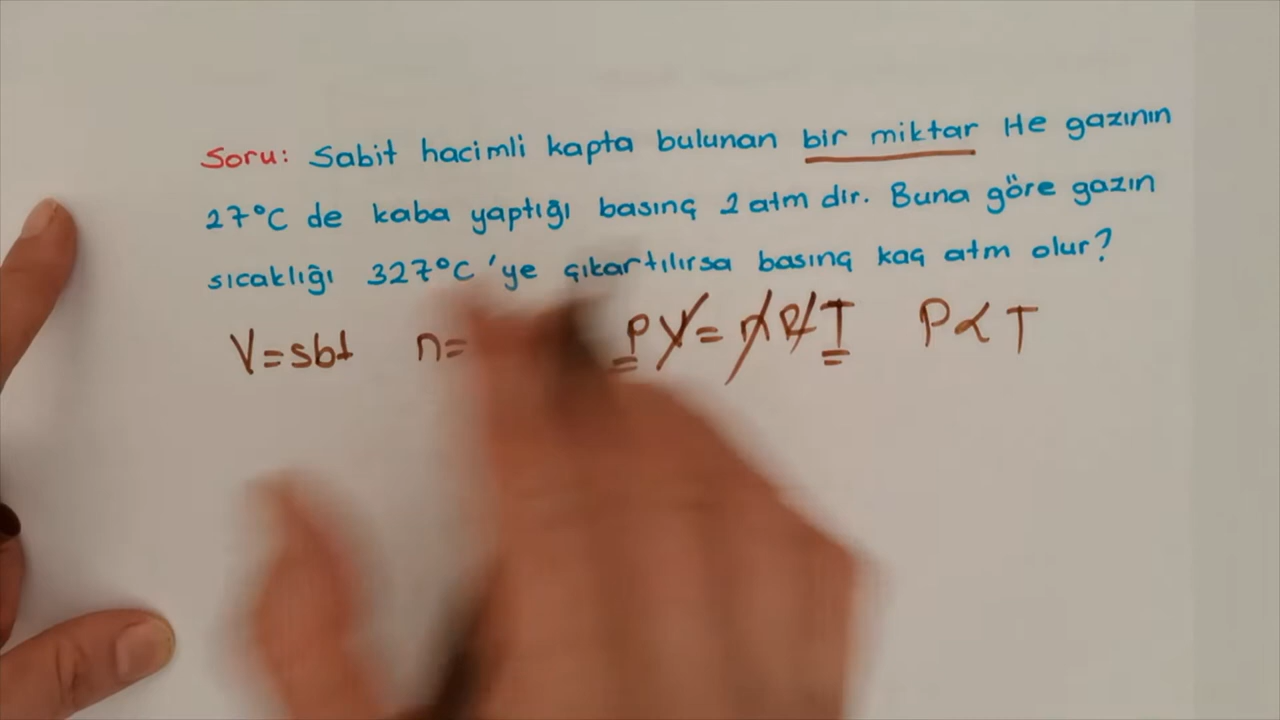 Soru: Sabit hacimli kapta bulunan bir miktar He gazının
27°C de kaba yaptığı basınç 2 atm dir. Buna göre gazın
sıcaklığı 327°C'ye çıkartılırsa basınç kaç atm olur?
V=sbt n= PV=nRT P∝T